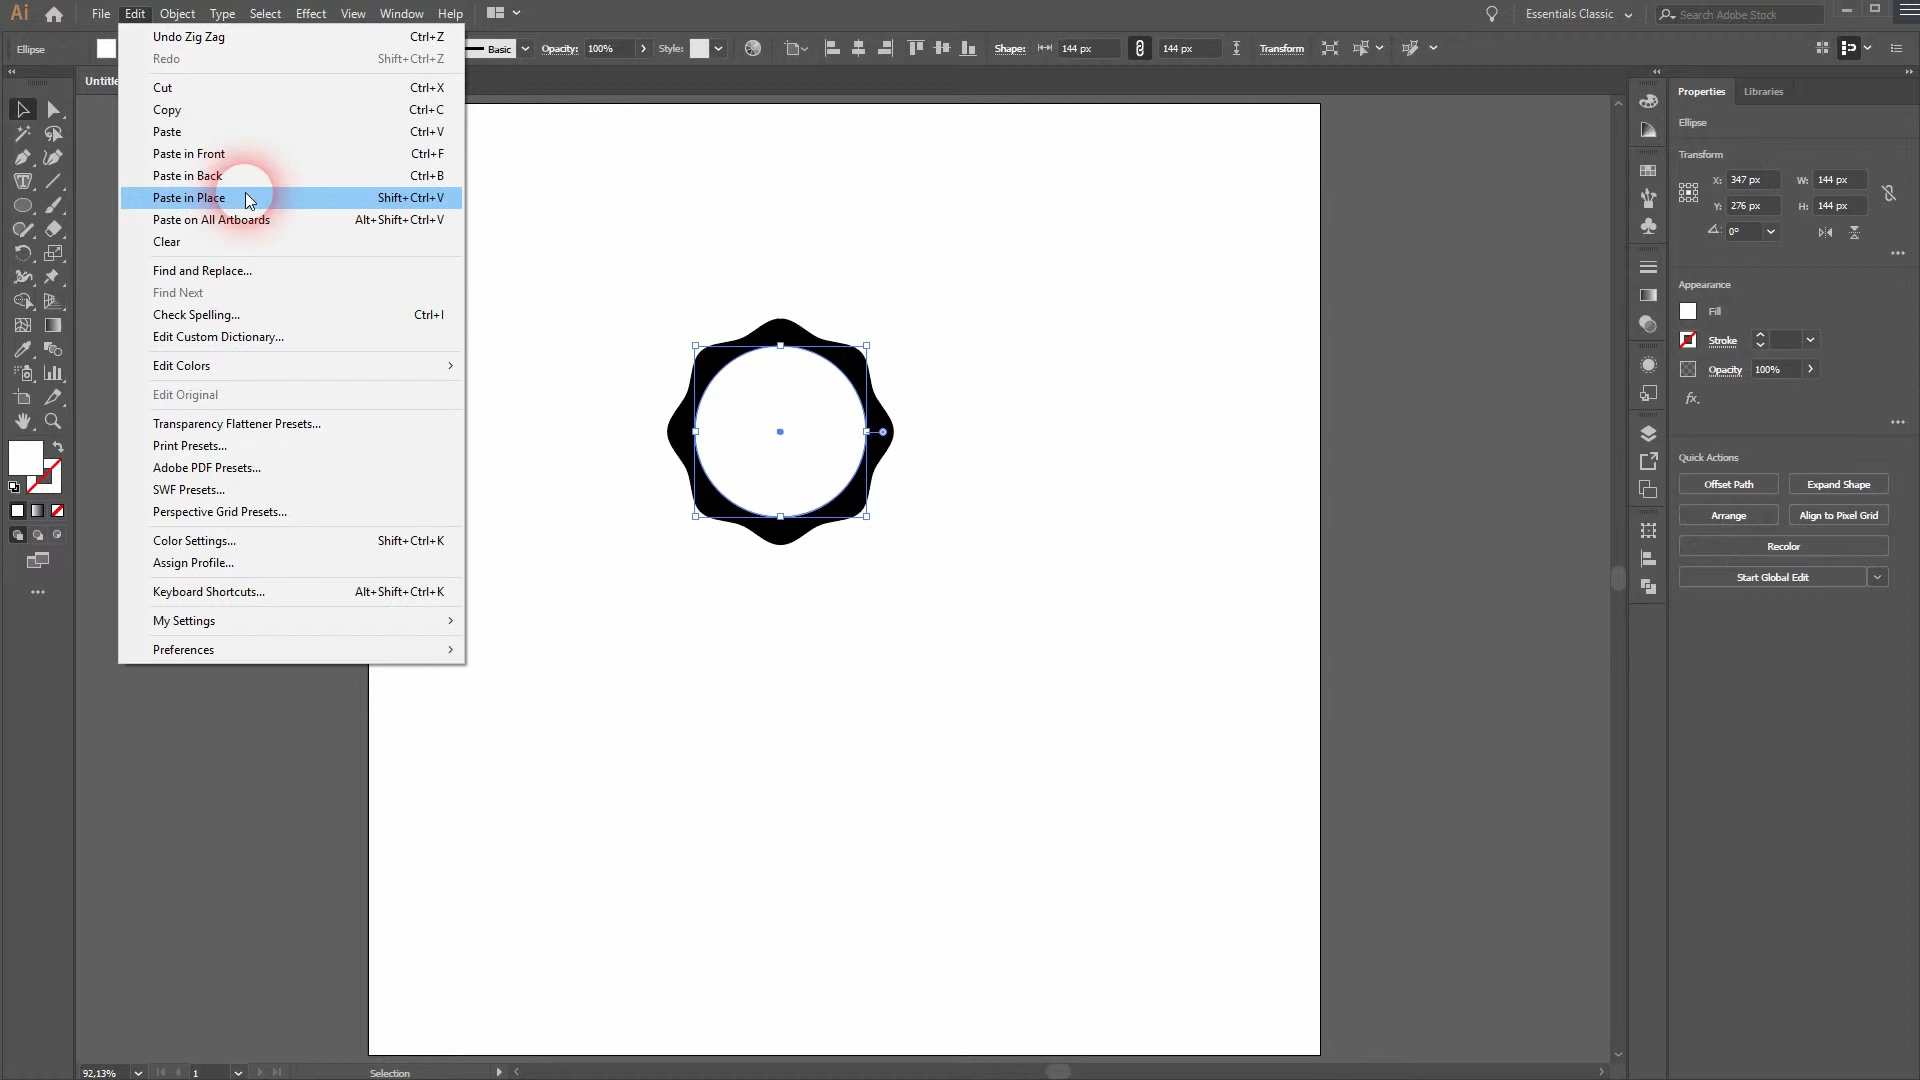 Ai File Edit Object Type Select Effect View Window Help Essentials Classic Search Adobe Stock
Ellipse Basic Opacity: 100% Style: Shape: 144 px 144 px Transform
Untitle
Undo Zig Zag Ctrl+Z
Redo Shift+Ctrl+Z
Cut Ctrl+X
Copy Ctrl+C
Paste Ctrl+V
Paste in Front Ctrl+F
Paste in Back Ctrl+B
Paste in Place Shift+Ctrl+V
Paste on All Artboards Alt+Shift+Ctrl+V
Clear
Find and Replace...
Find Next
Check Spelling... Ctrl+I
Edit Custom Dictionary...
Edit Colors
Edit Original
Transparency Flattener Presets...
Print Presets...
Adobe PDF Presets...
SWF Presets...
Perspective Grid Presets...
Color Settings... Shift+Ctrl+K
Assign Profile...
Keyboard Shortcuts... Alt+Shift+Ctrl+K
My Settings
Preferences
Properties Libraries
Ellipse
Transform
X: 347 px W: 144 px
Y: 276 px H: 144 px
0°
Appearance
Fill
Stroke
Opacity 100%
fx.
Quick Actions
Offset Path Expand Shape
Arrange Align to Pixel Grid
Recolor
Start Global Edit
92,13% 1 Selection